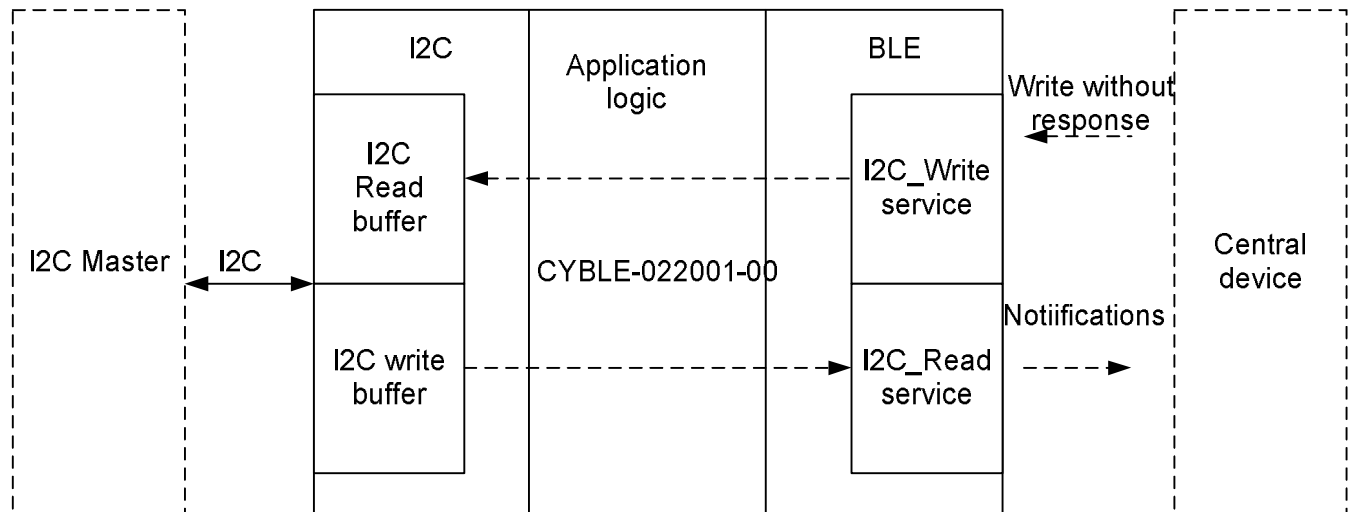 I2C
Application
logic
BLE
Write without
response
I2C
Read
buffer
I2C_Write
service
I2C Master
I2C
CYBLE-022001-00
Central
device
Notiifications
I2C write
buffer
I2C_Read
service